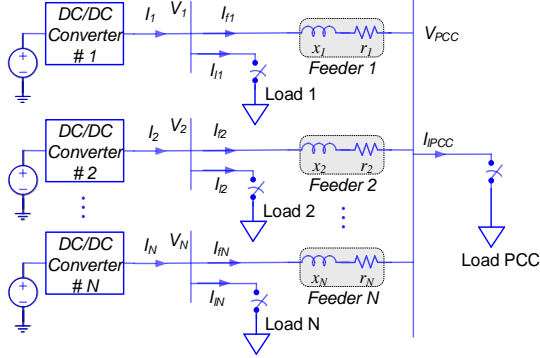 DC/DC
Converter
# 1
I1
V1
If1
Il1
Load 1
x1
r1
Feeder 1
VPCC
DC/DC
Converter
#2
I2
V2
If2
Il2
Load 2
x2
r2
Feeder 2
IlPCC
Load PCC
DC/DC
Converter
# N
IN
VN
IfN
IlN
Load N
xN
rN
Feeder N